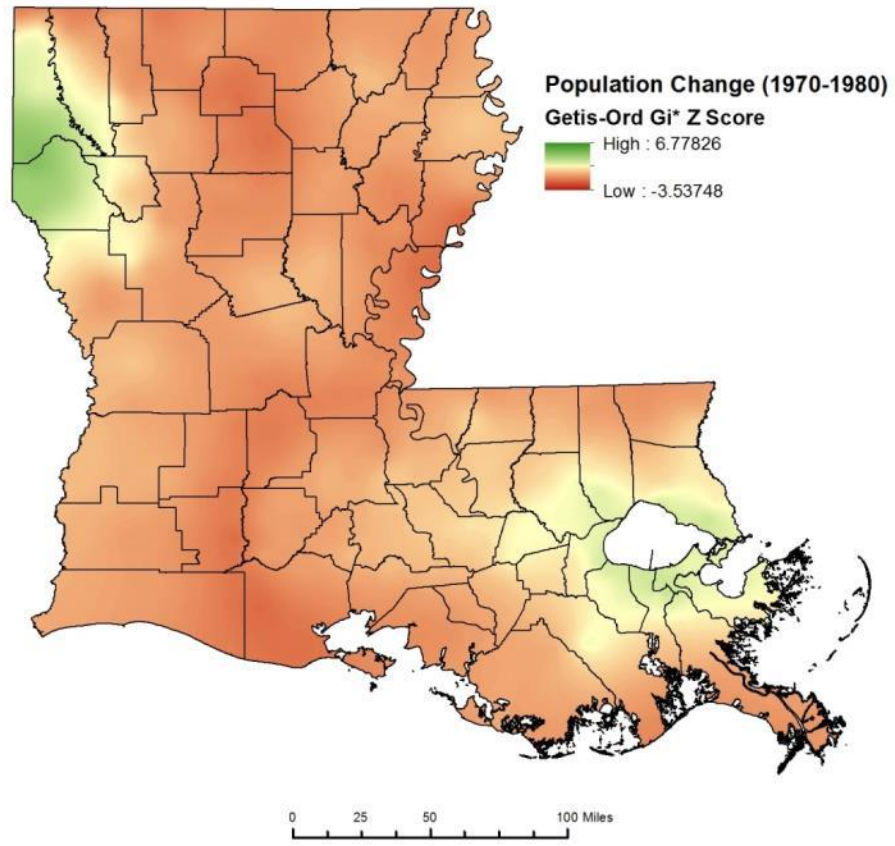 Population Change (1970-1980)
Getis-Ord Gi* Z Score
High : 6.77826
Low : -3.53748
0 25 50 100 Miles